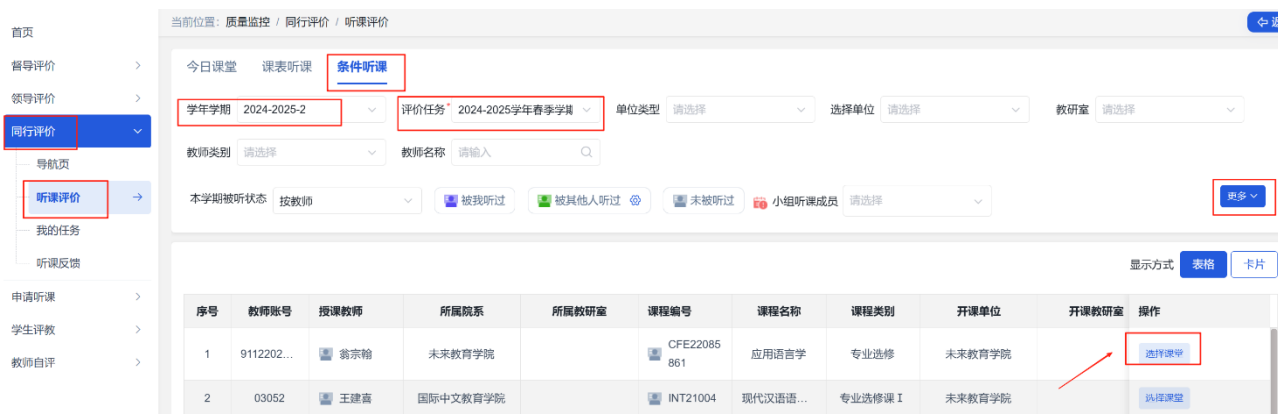 首页
督导评价
领导评价
同行评价
导航页
听课评价
我的任务
听课反馈
申请听课
学生评教
教师自评
当前位置：质量监控 / 同行评价 / 听课评价
今日课堂 课表听课 条件听课
学年学期 2024-2025-2 评价任务* 2024-2025学年春季学期 单位类型 请选择 选择单位 请选择 教研室 请选择
教师类别 请选择 教师名称 请输入
本学期被听状态 按教师 被我听过 被其他人听过 未被听过 小组听课成员 请选择 更多
显示方式 表格 卡片
序号 教师账号 授课教师 所属院系 所属教研室 课程编号 课程名称 课程类别 开课单位 开课教研室 操作
1 9112202... 翁宗翰 未来教育学院 CFE22085861 应用语言学 专业选修 未来教育学院 选择课堂
2 03052 王建喜 国际中文教育学院 INT21004 现代汉语语... 专业选修课 I 未来教育学院 选择课堂